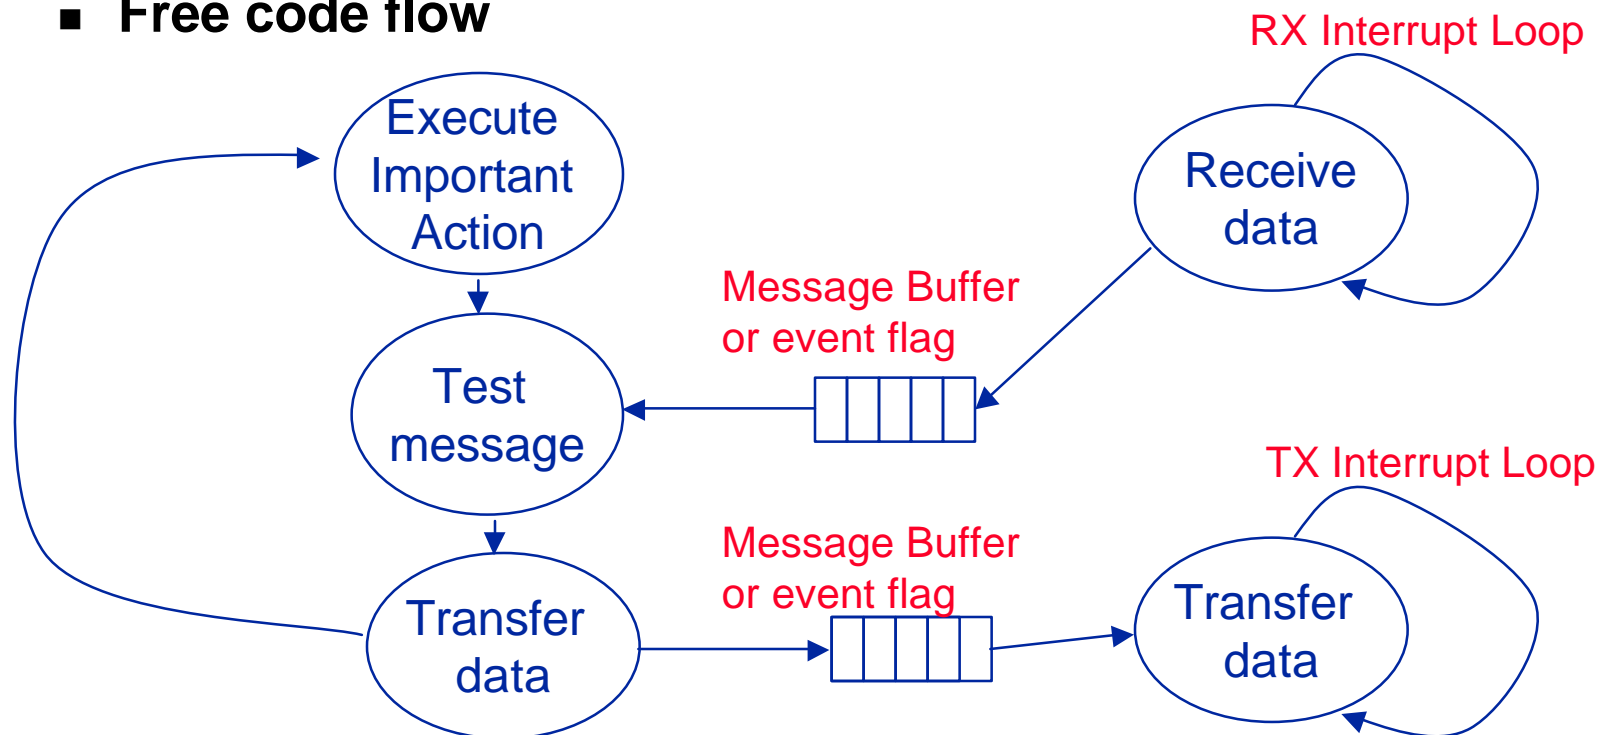 Free code flow
RX Interrupt Loop
Execute
Important
Action
Receive
data
Message Buffer
or event flag
Test
message
TX Interrupt Loop
Message Buffer
or event flag
Transfer
data
Transfer
data